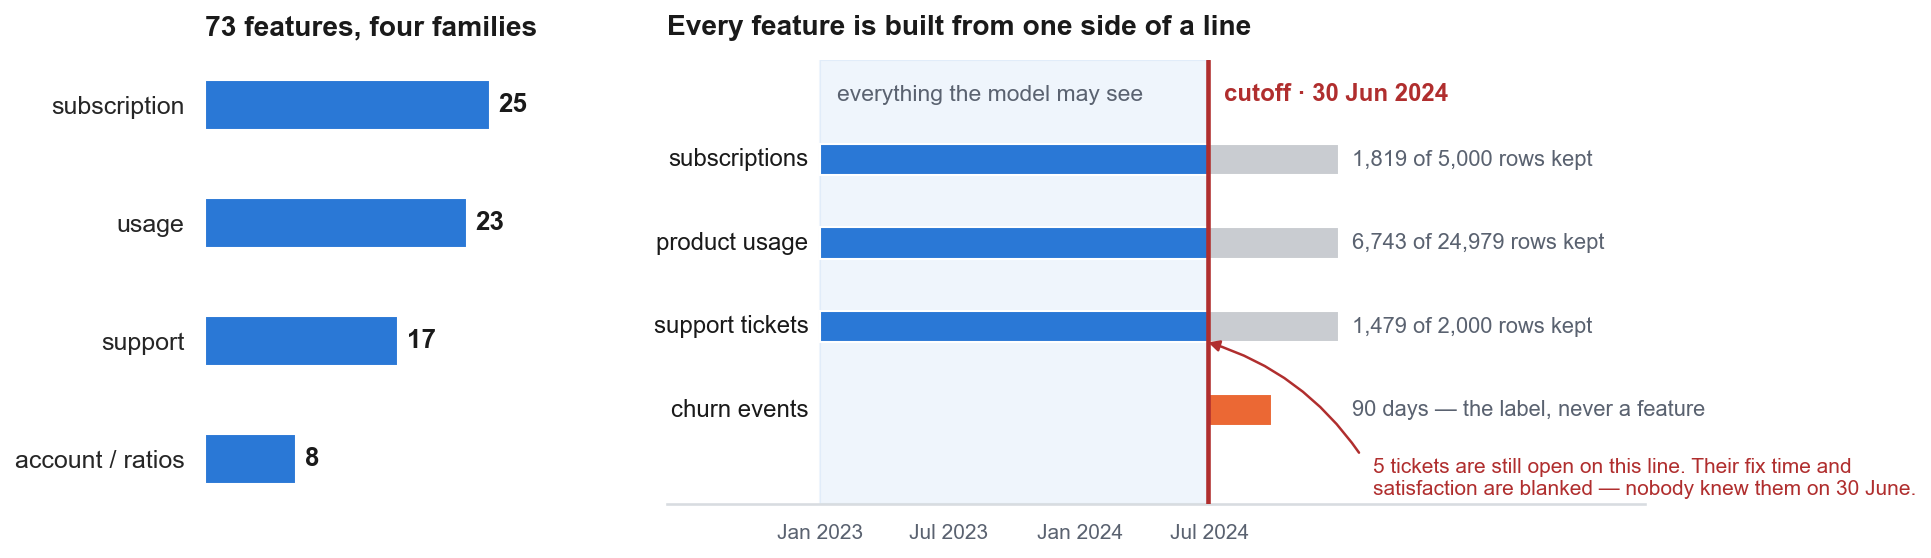 73 features, four families
subscription 25
usage 23
support 17
account / ratios 8
Every feature is built from one side of a line
everything the model may see
cutoff · 30 Jun 2024
subscriptions 1,819 of 5,000 rows kept
product usage 6,743 of 24,979 rows kept
support tickets 1,479 of 2,000 rows kept
churn events 90 days — the label, never a feature
5 tickets are still open on this line. Their fix time and
satisfaction are blanked — nobody knew them on 30 June.
Jan 2023 Jul 2023 Jan 2024 Jul 2024